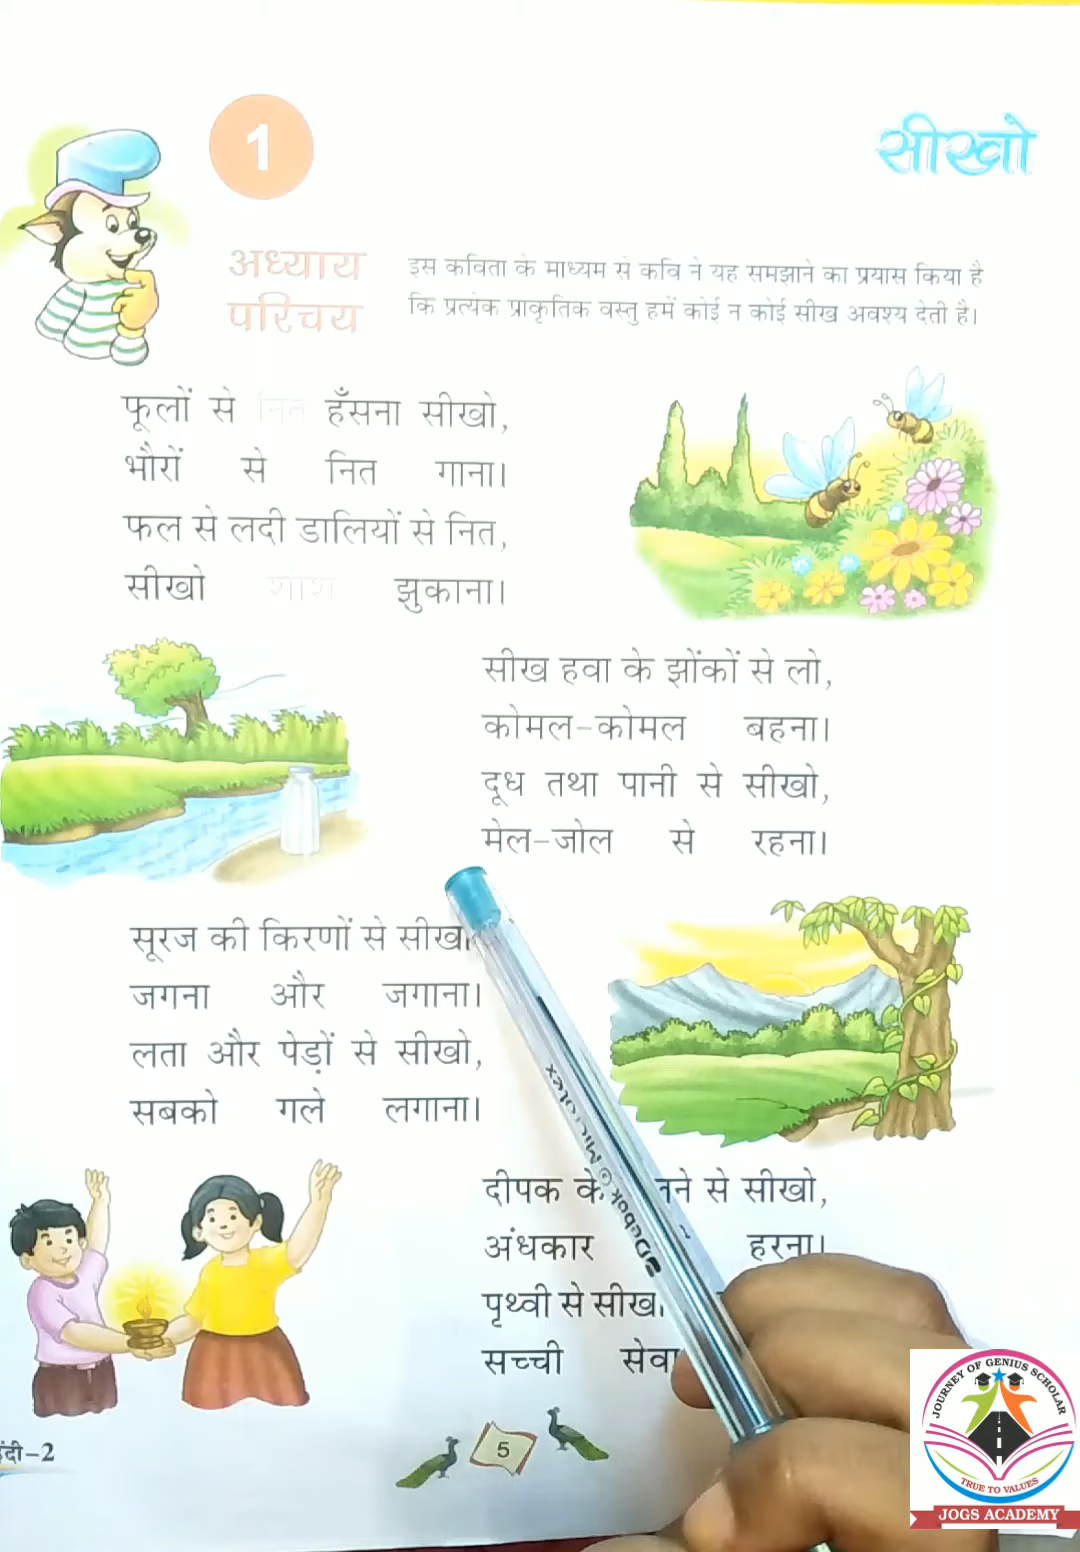 1
सीखो
अध्याय
परिचय
इस कविता के माध्यम से कवि ने यह समझाने का प्रयास किया है
कि प्रत्येक प्राकृतिक वस्तु हमें कोई न कोई सीख अवश्य देती है।
फूलों से नित हँसना सीखो,
भौरों से नित गाना।
फल से लदी डालियों से नित,
सीखो शीश झुकाना।
सीख हवा के झोंकों से लो,
कोमल-कोमल बहना।
दूध तथा पानी से सीखो,
मेल-जोल से रहना।
सूरज की किरणों से सीखो
जगना और जगाना।
लता और पेड़ों से सीखो,
सबको गले लगाना।
दीपक के से सीखो,
अंधकार हरना।
पृथ्वी से सीखो
सच्ची सेवा
-2
5
Debok Microtex
JOURNEY OF GENIUS SCHOLAR
TRUE TO VALUES
JOGS ACADEMY